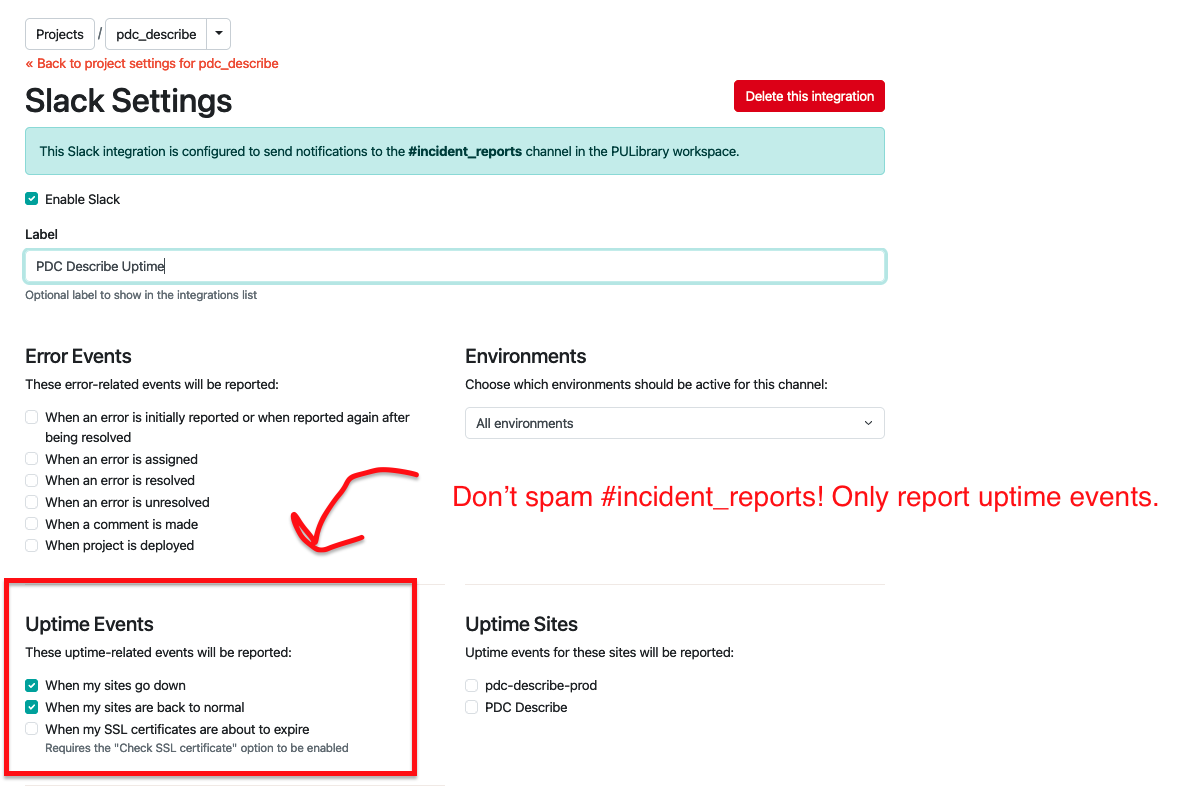 Projects / pdc_describe
« Back to project settings for pdc_describe
Slack Settings
Delete this integration
This Slack integration is configured to send notifications to the #incident_reports channel in the PULibrary workspace.
Enable Slack
Label
PDC Describe Uptime
Optional label to show in the integrations list
Error Events
These error-related events will be reported:
When an error is initially reported or when reported again after
being resolved
When an error is assigned
When an error is resolved
When an error is unresolved
When a comment is made
When project is deployed
Environments
Choose which environments should be active for this channel:
All environments
Don’t spam #incident_reports! Only report uptime events.
Uptime Events
These uptime-related events will be reported:
When my sites go down
When my sites are back to normal
When my SSL certificates are about to expire
Requires the "Check SSL certificate" option to be enabled
Uptime Sites
Uptime events for these sites will be reported:
pdc-describe-prod
PDC Describe